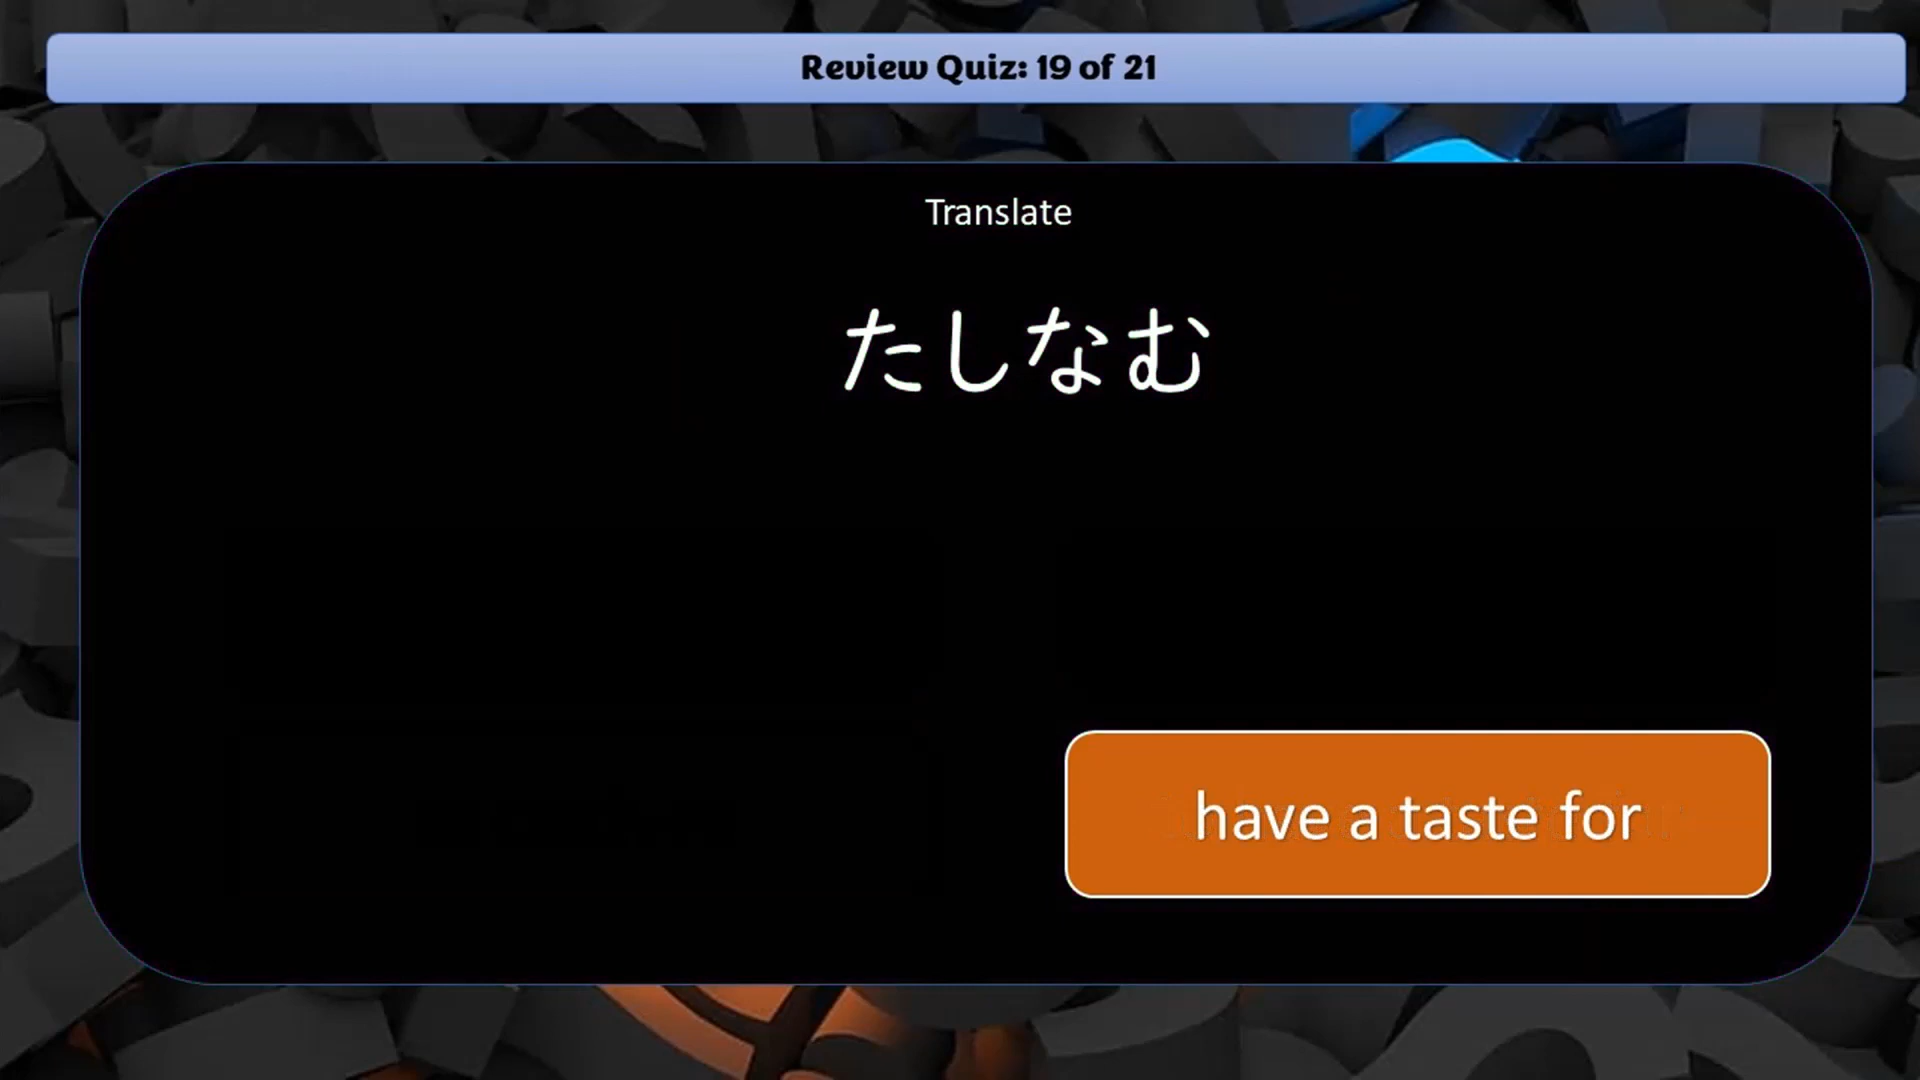 Review Quiz: 19 of 21
Translate
たしなむ
have a taste for